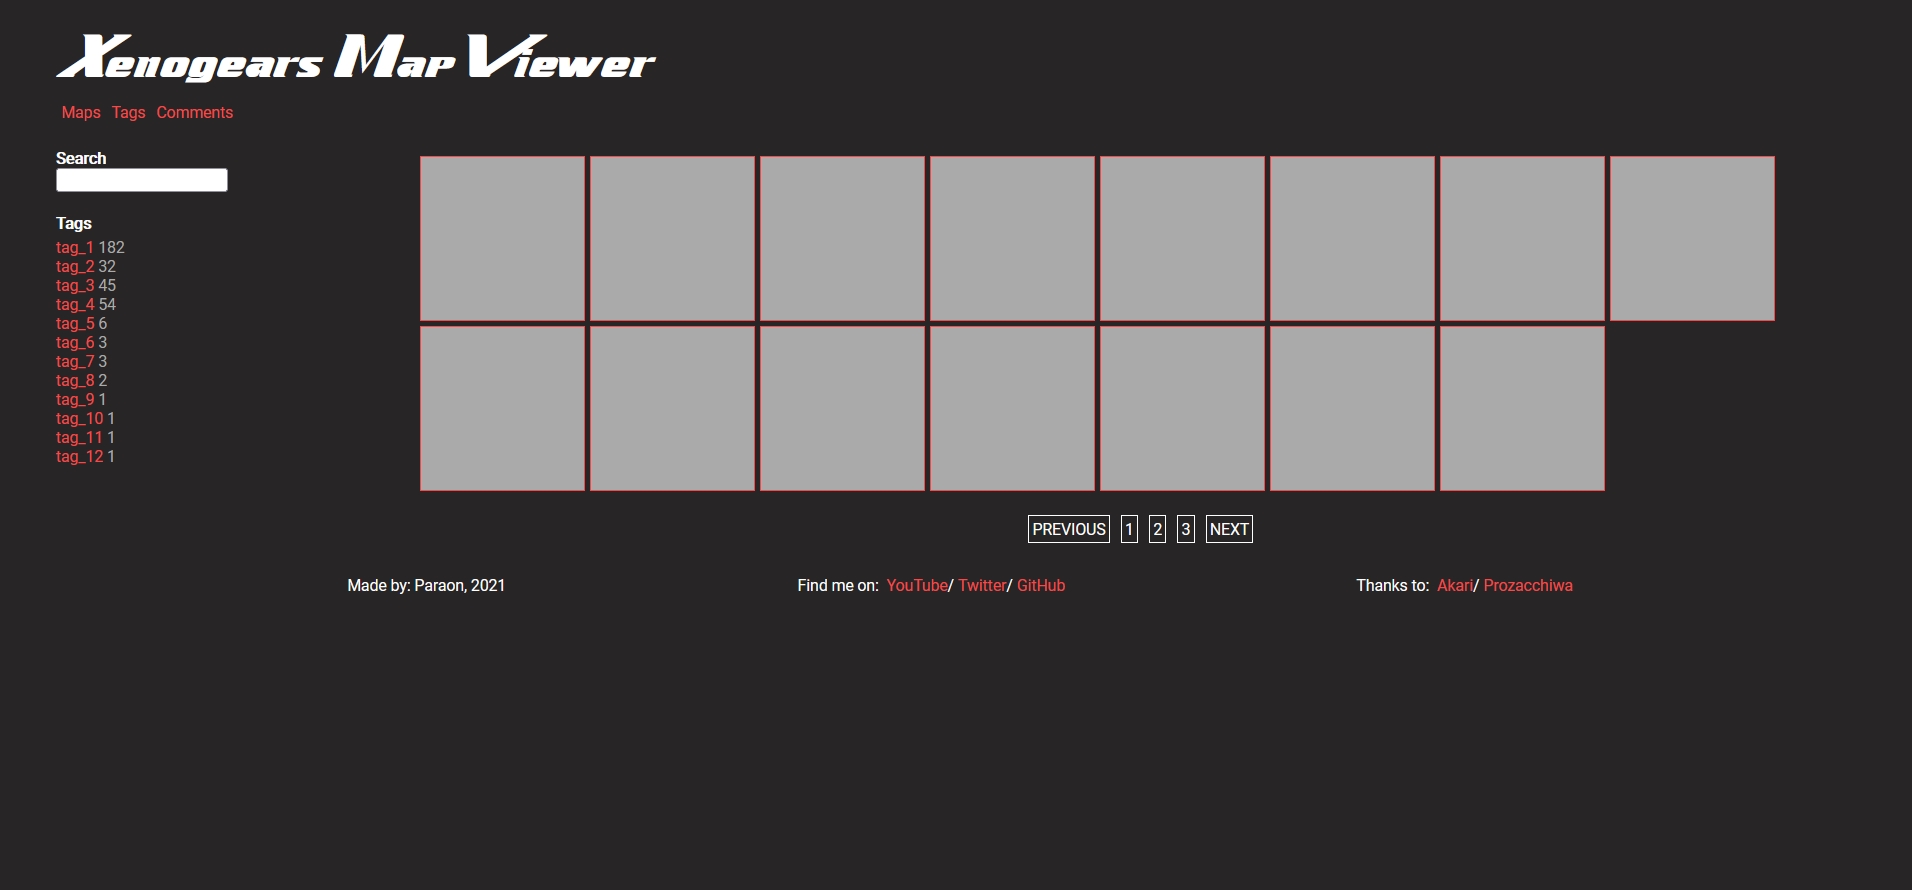 Xenogears Map Viewer
Maps Tags Comments
Search
Tags
tag_1 182
tag_2 32
tag_3 45
tag_4 54
tag_5 6
tag_6 3
tag_7 3
tag_8 2
tag_9 1
tag_10 1
tag_11 1
tag_12 1
PREVIOUS 1 2 3 NEXT
Made by: Paraon, 2021 Find me on: YouTube/ Twitter/ GitHub Thanks to: Akari/ Prozacchiwa